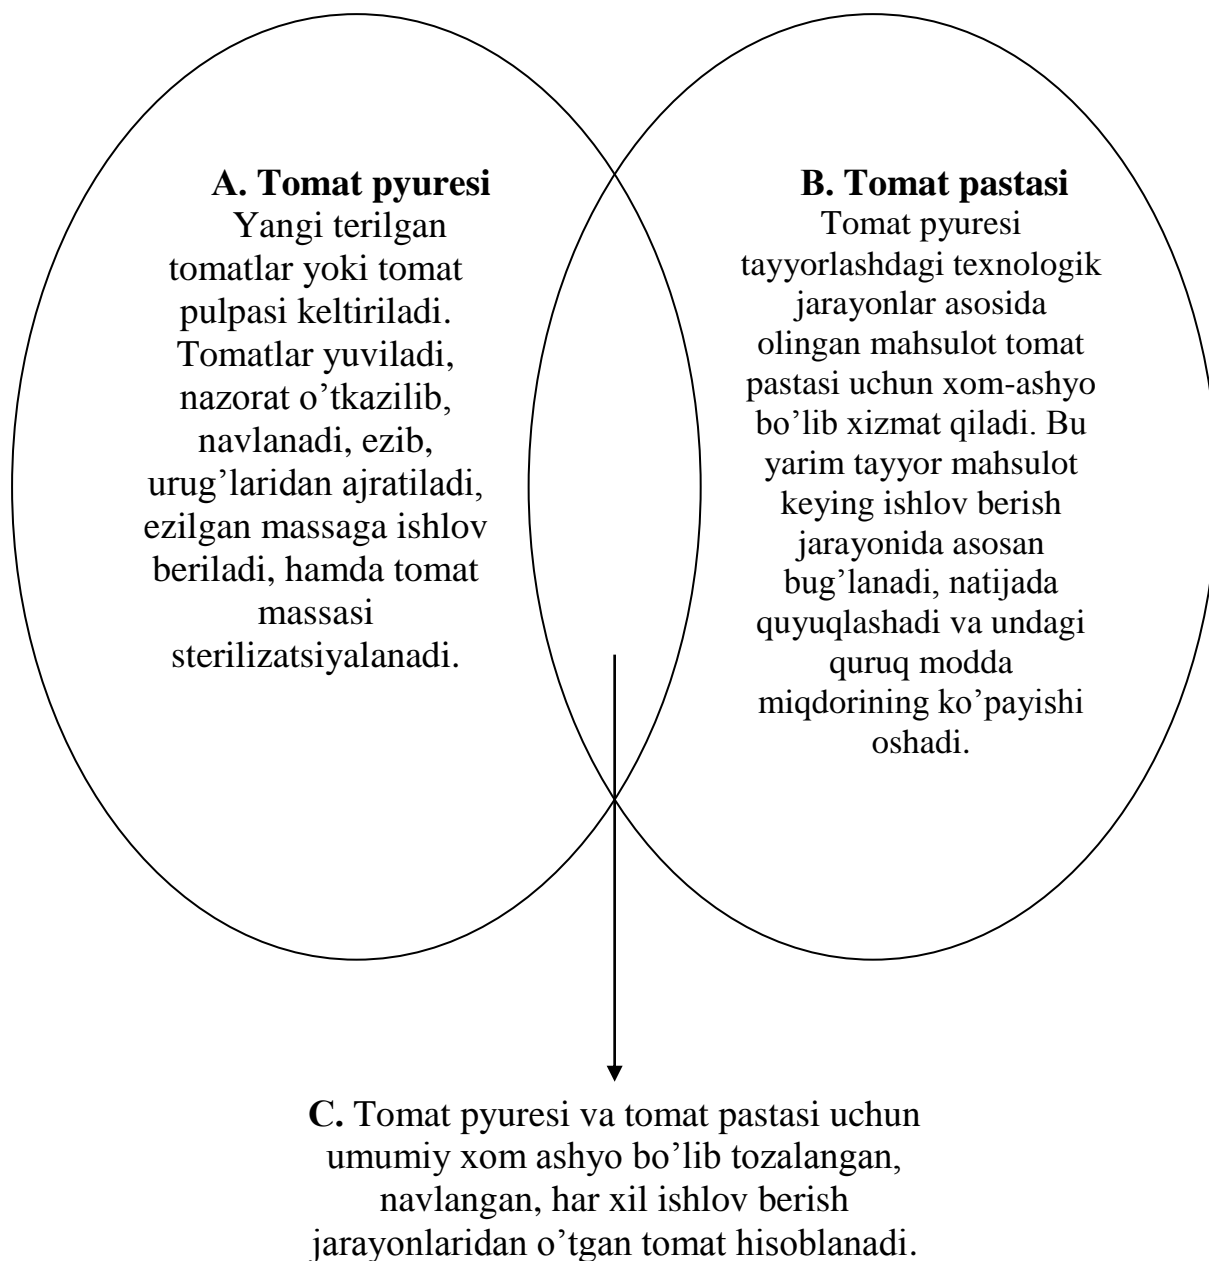 A. Tomat pyuresi
Yangi terilgan
tomatlar yoki tomat
pulpasi keltiriladi.
Tomatlar yuviladi,
nazorat o’tkazilib,
navlanadi, ezib,
urug’laridan ajratiladi,
ezilgan massaga ishlov
beriladi, hamda tomat
massasi
sterilizatsiyalanadi.
B. Tomat pastasi
Tomat pyuresi
tayyorlashdagi texnologik
jarayonlar asosida
olingan mahsulot tomat
pastasi uchun xom-ashyo
bo’lib xizmat qiladi. Bu
yarim tayyor mahsulot
keying ishlov berish
jarayonida asosan
bug’lanadi, natijada
quyuqlashadi va undagi
quruq modda
miqdorining ko’payishi
oshadi.
C. Tomat pyuresi va tomat pastasi uchun
umumiy xom ashyo bo’lib tozalangan,
navlangan, har xil ishlov berish
jarayonlaridan o’tgan tomat hisoblanadi.